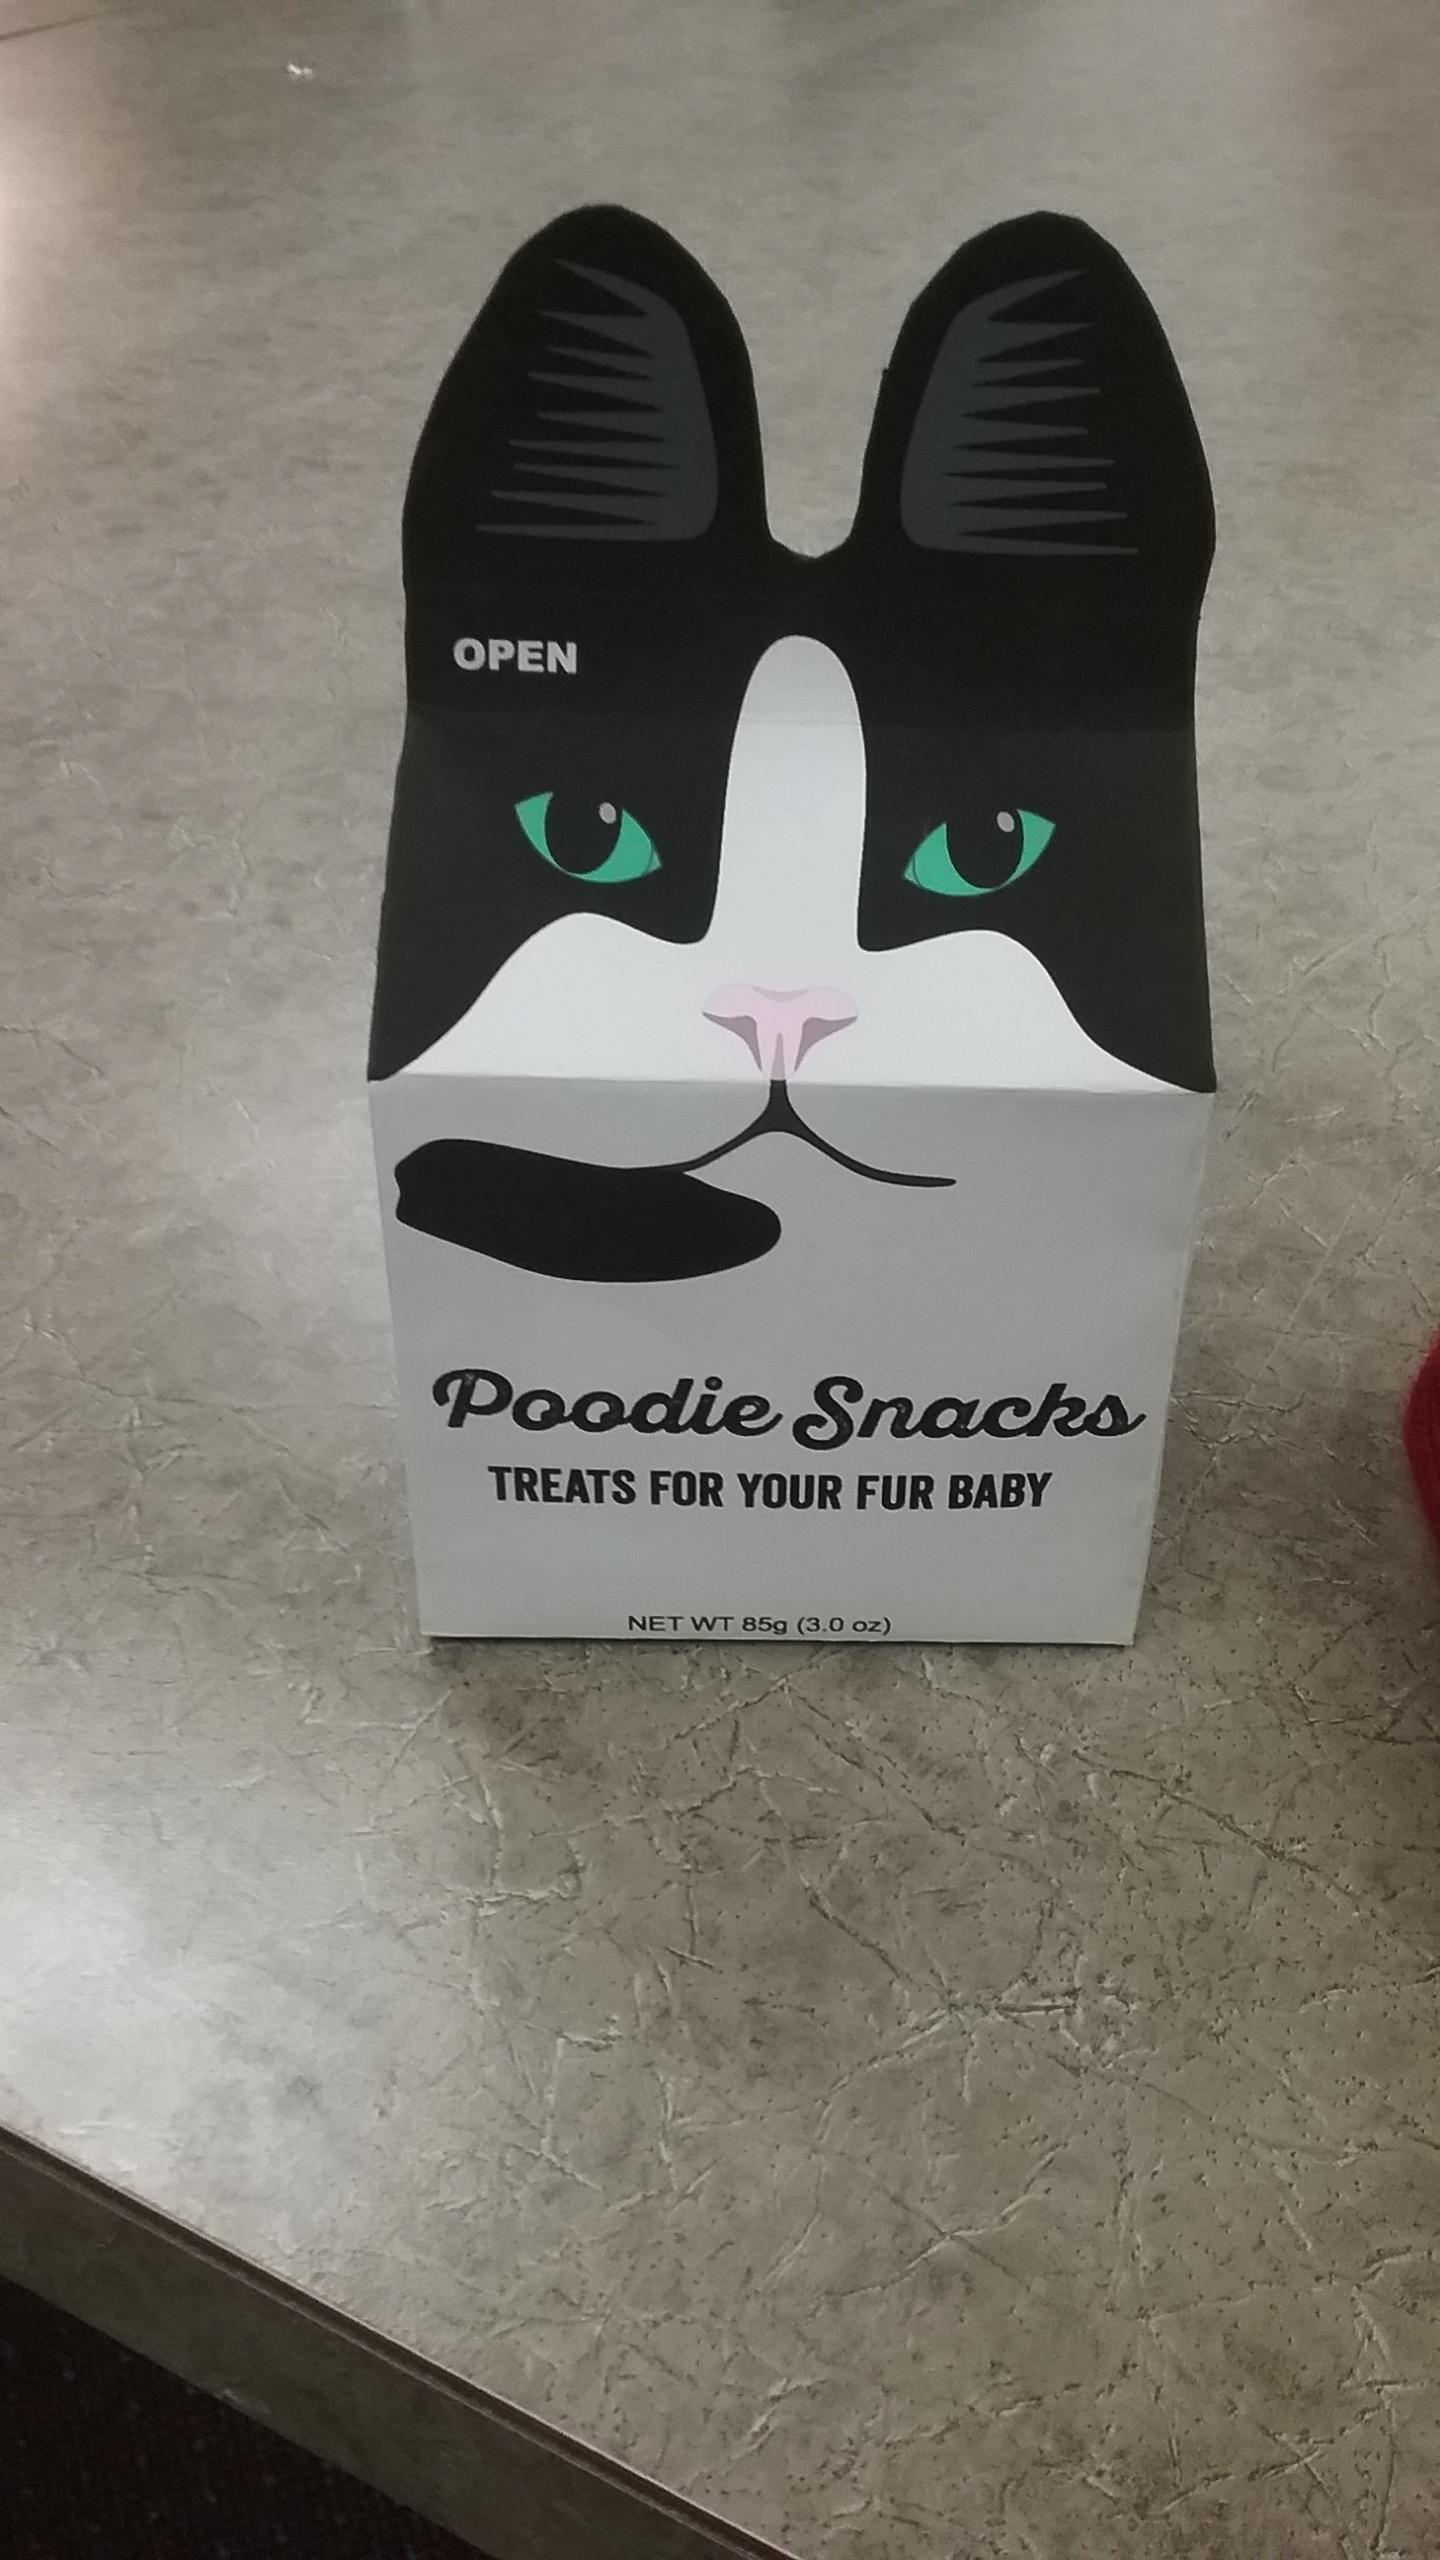 OPEN
Poodie Snacks
TREATS FOR YOUR FUR BABY
NET WT 85g (3.0 oz)